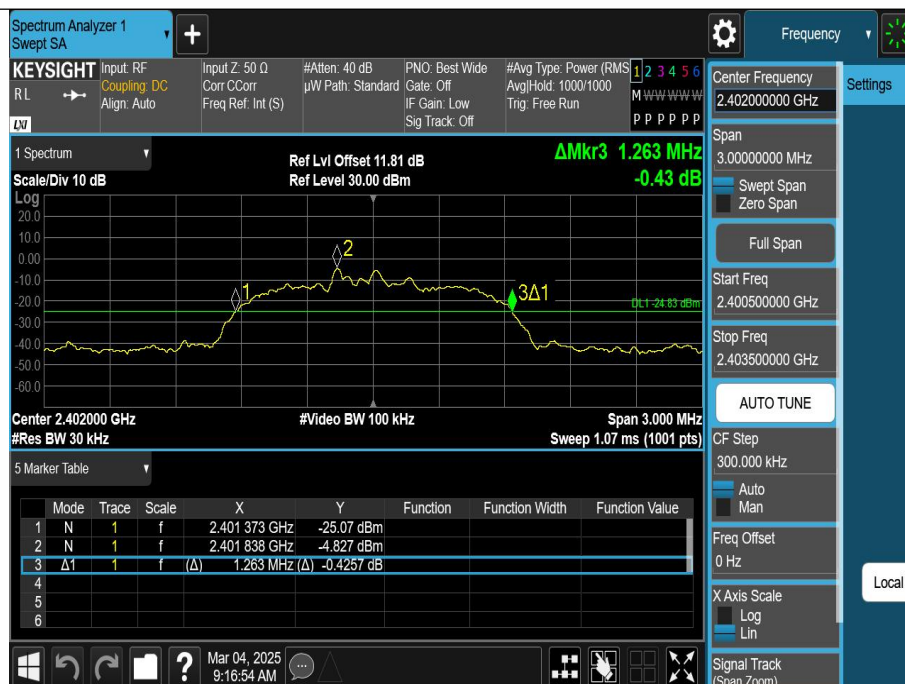 Spectrum Analyzer 1
Swept SA
+
Frequency
KEYSIGHT
RL
LXI
Input: RF
Coupling: DC
Align: Auto
Input Z: 50 Ω
Corr CCorr
Freq Ref: Int (S)
#Atten: 40 dB
µW Path: Standard
PNO: Best Wide
Gate: Off
IF Gain: Low
Sig Track: Off
#Avg Type: Power (RMS
Avg|Hold: 1000/1000
Trig: Free Run
1 2 3 4 5 6
M W W W W W
P P P P P P
Center Frequency
2.402000000 GHz
Settings
Span
3.00000000 MHz
Swept Span
Zero Span
Full Span
Start Freq
2.400500000 GHz
Stop Freq
2.403500000 GHz
AUTO TUNE
CF Step
300.000 kHz
Auto
Man
Freq Offset
0 Hz
X Axis Scale
Log
Lin
Local
Signal Track
(Span Zoom)
1 Spectrum
Scale/Div 10 dB
Log
Ref Lvl Offset 11.81 dB
Ref Level 30.00 dBm
ΔMkr3 1.263 MHz
-0.43 dB
20.0
10.0
0.00
-10.0
-20.0
-30.0
-40.0
-50.0
-60.0
1
2
3Δ1
DL1 -24.83 dBm
Center 2.402000 GHz
#Res BW 30 kHz
#Video BW 100 kHz
Span 3.000 MHz
Sweep 1.07 ms (1001 pts)
5 Marker Table
Mode Trace Scale X Y Function Function Width Function Value
1 N 1 f 2.401 373 GHz -25.07 dBm
2 N 1 f 2.401 838 GHz -4.827 dBm
3 Δ1 1 f (Δ) 1.263 MHz (Δ) -0.4257 dB
4
5
6
?
Mar 04, 2025
9:16:54 AM